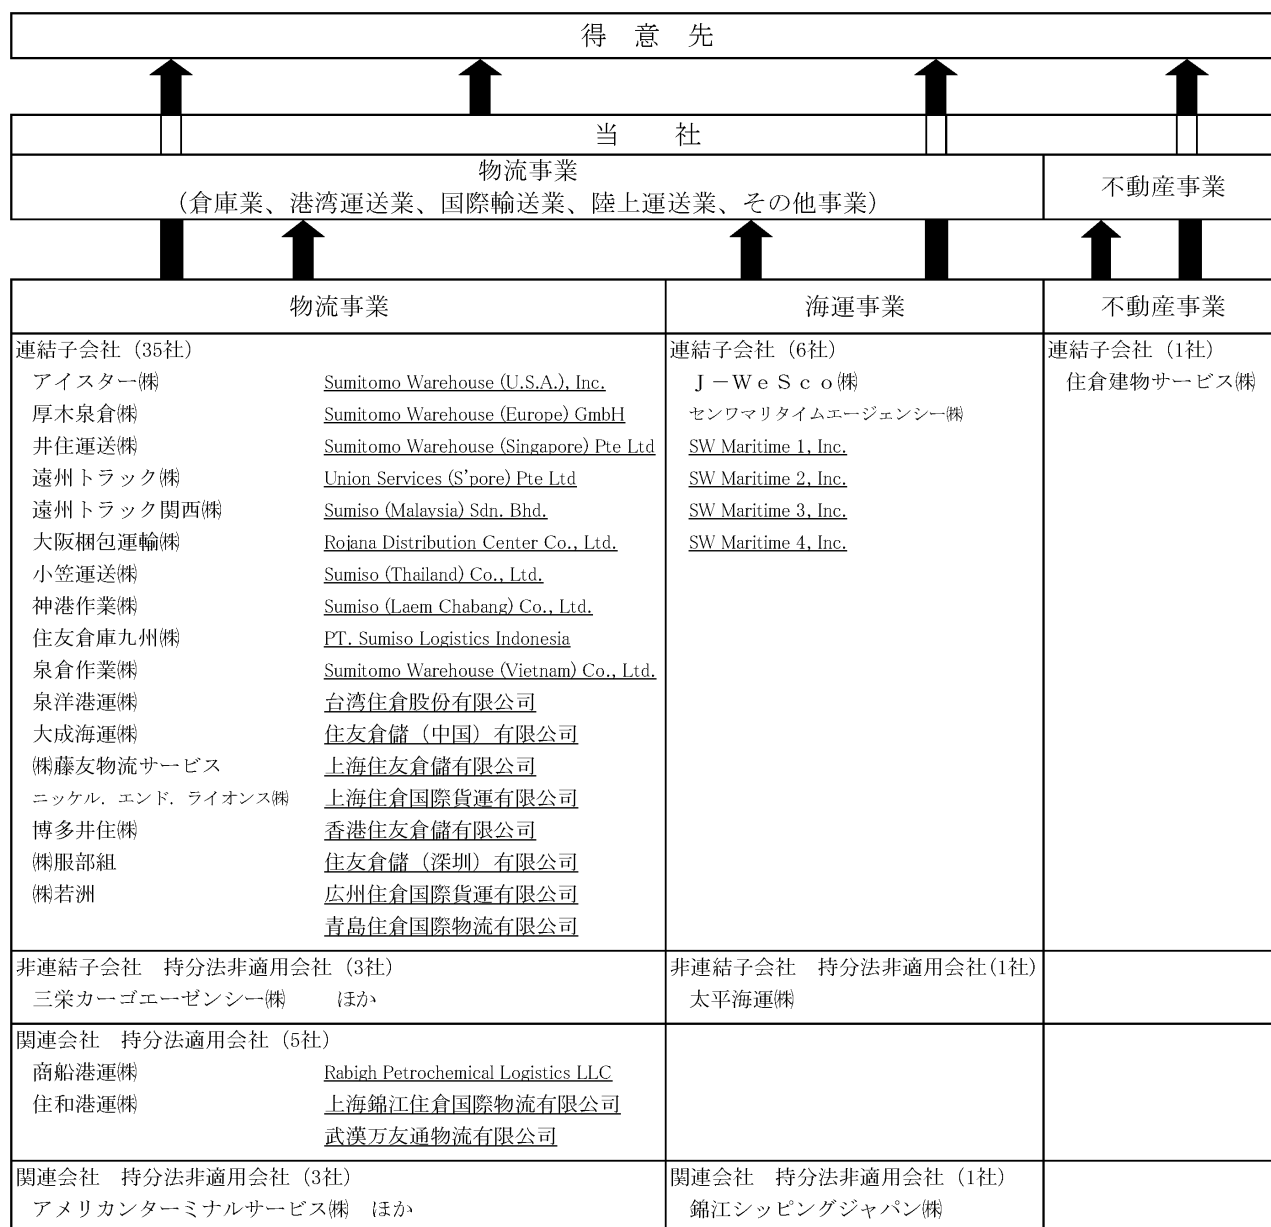 得　意　先
当　　社
物流事業
（倉庫業、港湾運送業、国際輸送業、陸上運送業、その他事業）
不動産事業
物流事業
海運事業
不動産事業
連結子会社（35社）
アイスター㈱　Sumitomo Warehouse (U.S.A.), Inc.
厚木泉倉㈱　Sumitomo Warehouse (Europe) GmbH
井住運送㈱　Sumitomo Warehouse (Singapore) Pte Ltd
遠州トラック㈱　Union Services (S'pore) Pte Ltd
遠州トラック関西㈱　Sumiso (Malaysia) Sdn. Bhd.
大阪梱包運輸㈱　Rojana Distribution Center Co., Ltd.
小笠運送㈱　Sumiso (Thailand) Co., Ltd.
神港作業㈱　Sumiso (Laem Chabang) Co., Ltd.
住友倉庫九州㈱　PT. Sumiso Logistics Indonesia
泉倉作業㈱　Sumitomo Warehouse (Vietnam) Co., Ltd.
泉洋港運㈱　台湾住倉股份有限公司
大成海運㈱　住友倉儲（中国）有限公司
㈱藤友物流サービス　上海住友倉儲有限公司
ニッケル．エンド．ライオンス㈱　上海住倉国際貨運有限公司
博多井住㈱　香港住友倉儲有限公司
㈱服部組　住友倉儲（深圳）有限公司
㈱若洲　広州住倉国際貨運有限公司
青島住倉国際物流有限公司
連結子会社（6社）
Ｊ－ＷｅＳｃｏ㈱
センワマリタイムエージェンシー㈱
SW Maritime 1, Inc.
SW Maritime 2, Inc.
SW Maritime 3, Inc.
SW Maritime 4, Inc.
連結子会社（1社）
住倉建物サービス㈱
非連結子会社　持分法非適用会社（3社）
三栄カーゴエーゼンシー㈱　　ほか
非連結子会社　持分法非適用会社(1社)
太平海運㈱
関連会社　持分法適用会社（5社）
商船港運㈱　Rabigh Petrochemical Logistics LLC
住和港運㈱　上海錦江住倉国際物流有限公司
武漢万友通物流有限公司
関連会社　持分法非適用会社（3社）
アメリカンターミナルサービス㈱　ほか
関連会社　持分法非適用会社（1社）
錦江シッピングジャパン㈱